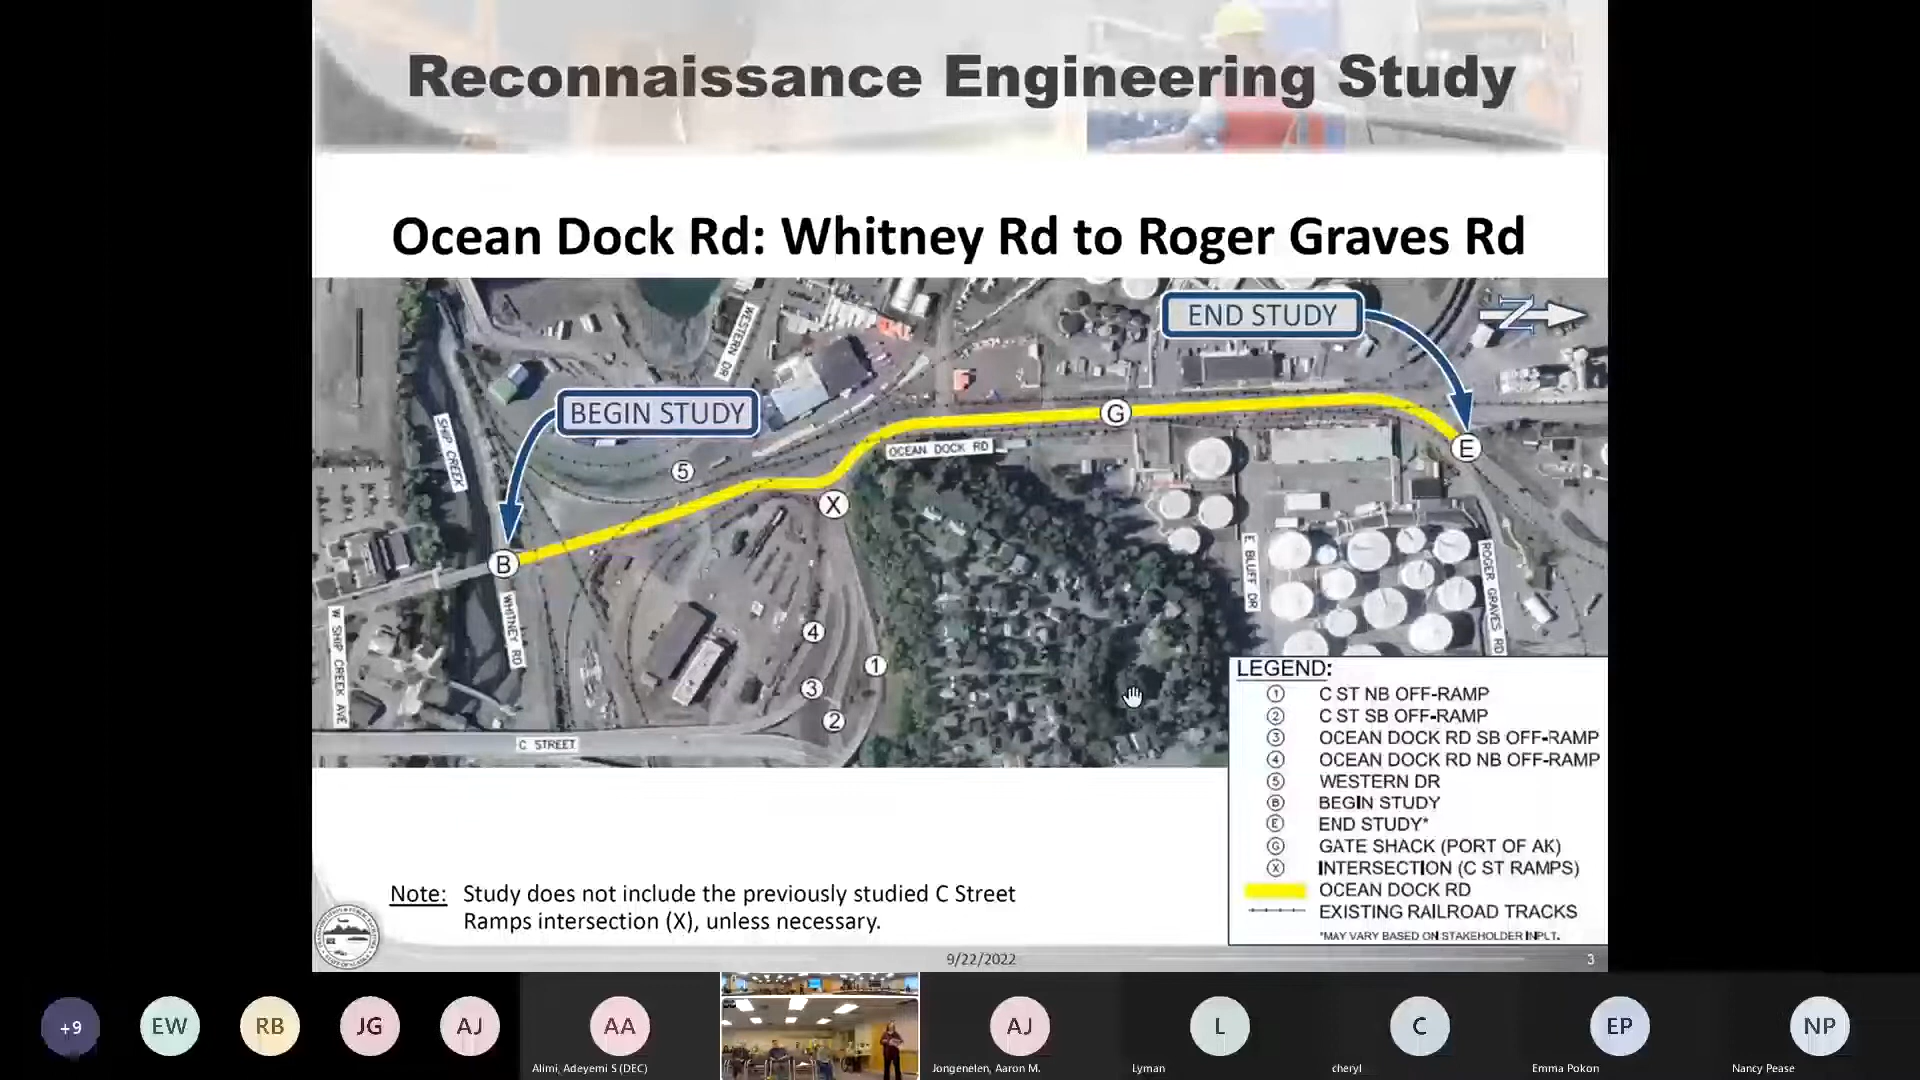 Reconnaissance Engineering Study
Ocean Dock Rd: Whitney Rd to Roger Graves Rd
WESTERN DR
END STUDY
N
BEGIN STUDY
SHIP CREEK
5
G
OCEAN DOCK RD
E
X
B
E BLUFF DR
ROGER GRAVES RD
WHITNEY RD
W SHIP CREEK AVE
4
1
3
2
C STREET
LEGEND:
1 C ST NB OFF-RAMP
2 C ST SB OFF-RAMP
3 OCEAN DOCK RD SB OFF-RAMP
4 OCEAN DOCK RD NB OFF-RAMP
5 WESTERN DR
B BEGIN STUDY
E END STUDY*
G GATE SHACK (PORT OF AK)
X INTERSECTION (C ST RAMPS)
OCEAN DOCK RD
EXISTING RAILROAD TRACKS
*MAY VARY BASED ON STAKEHOLDER INPUT.
Note: Study does not include the previously studied C Street
Ramps intersection (X), unless necessary.
9/22/2022
3
+9
EW
RB
JG
AJ
AA
AJ
L
C
EP
NP
Alimi, Adeyemi S (DEC)
Jongenelen, Aaron M.
Lyman
cheryl
Emma Pokon
Nancy Pease